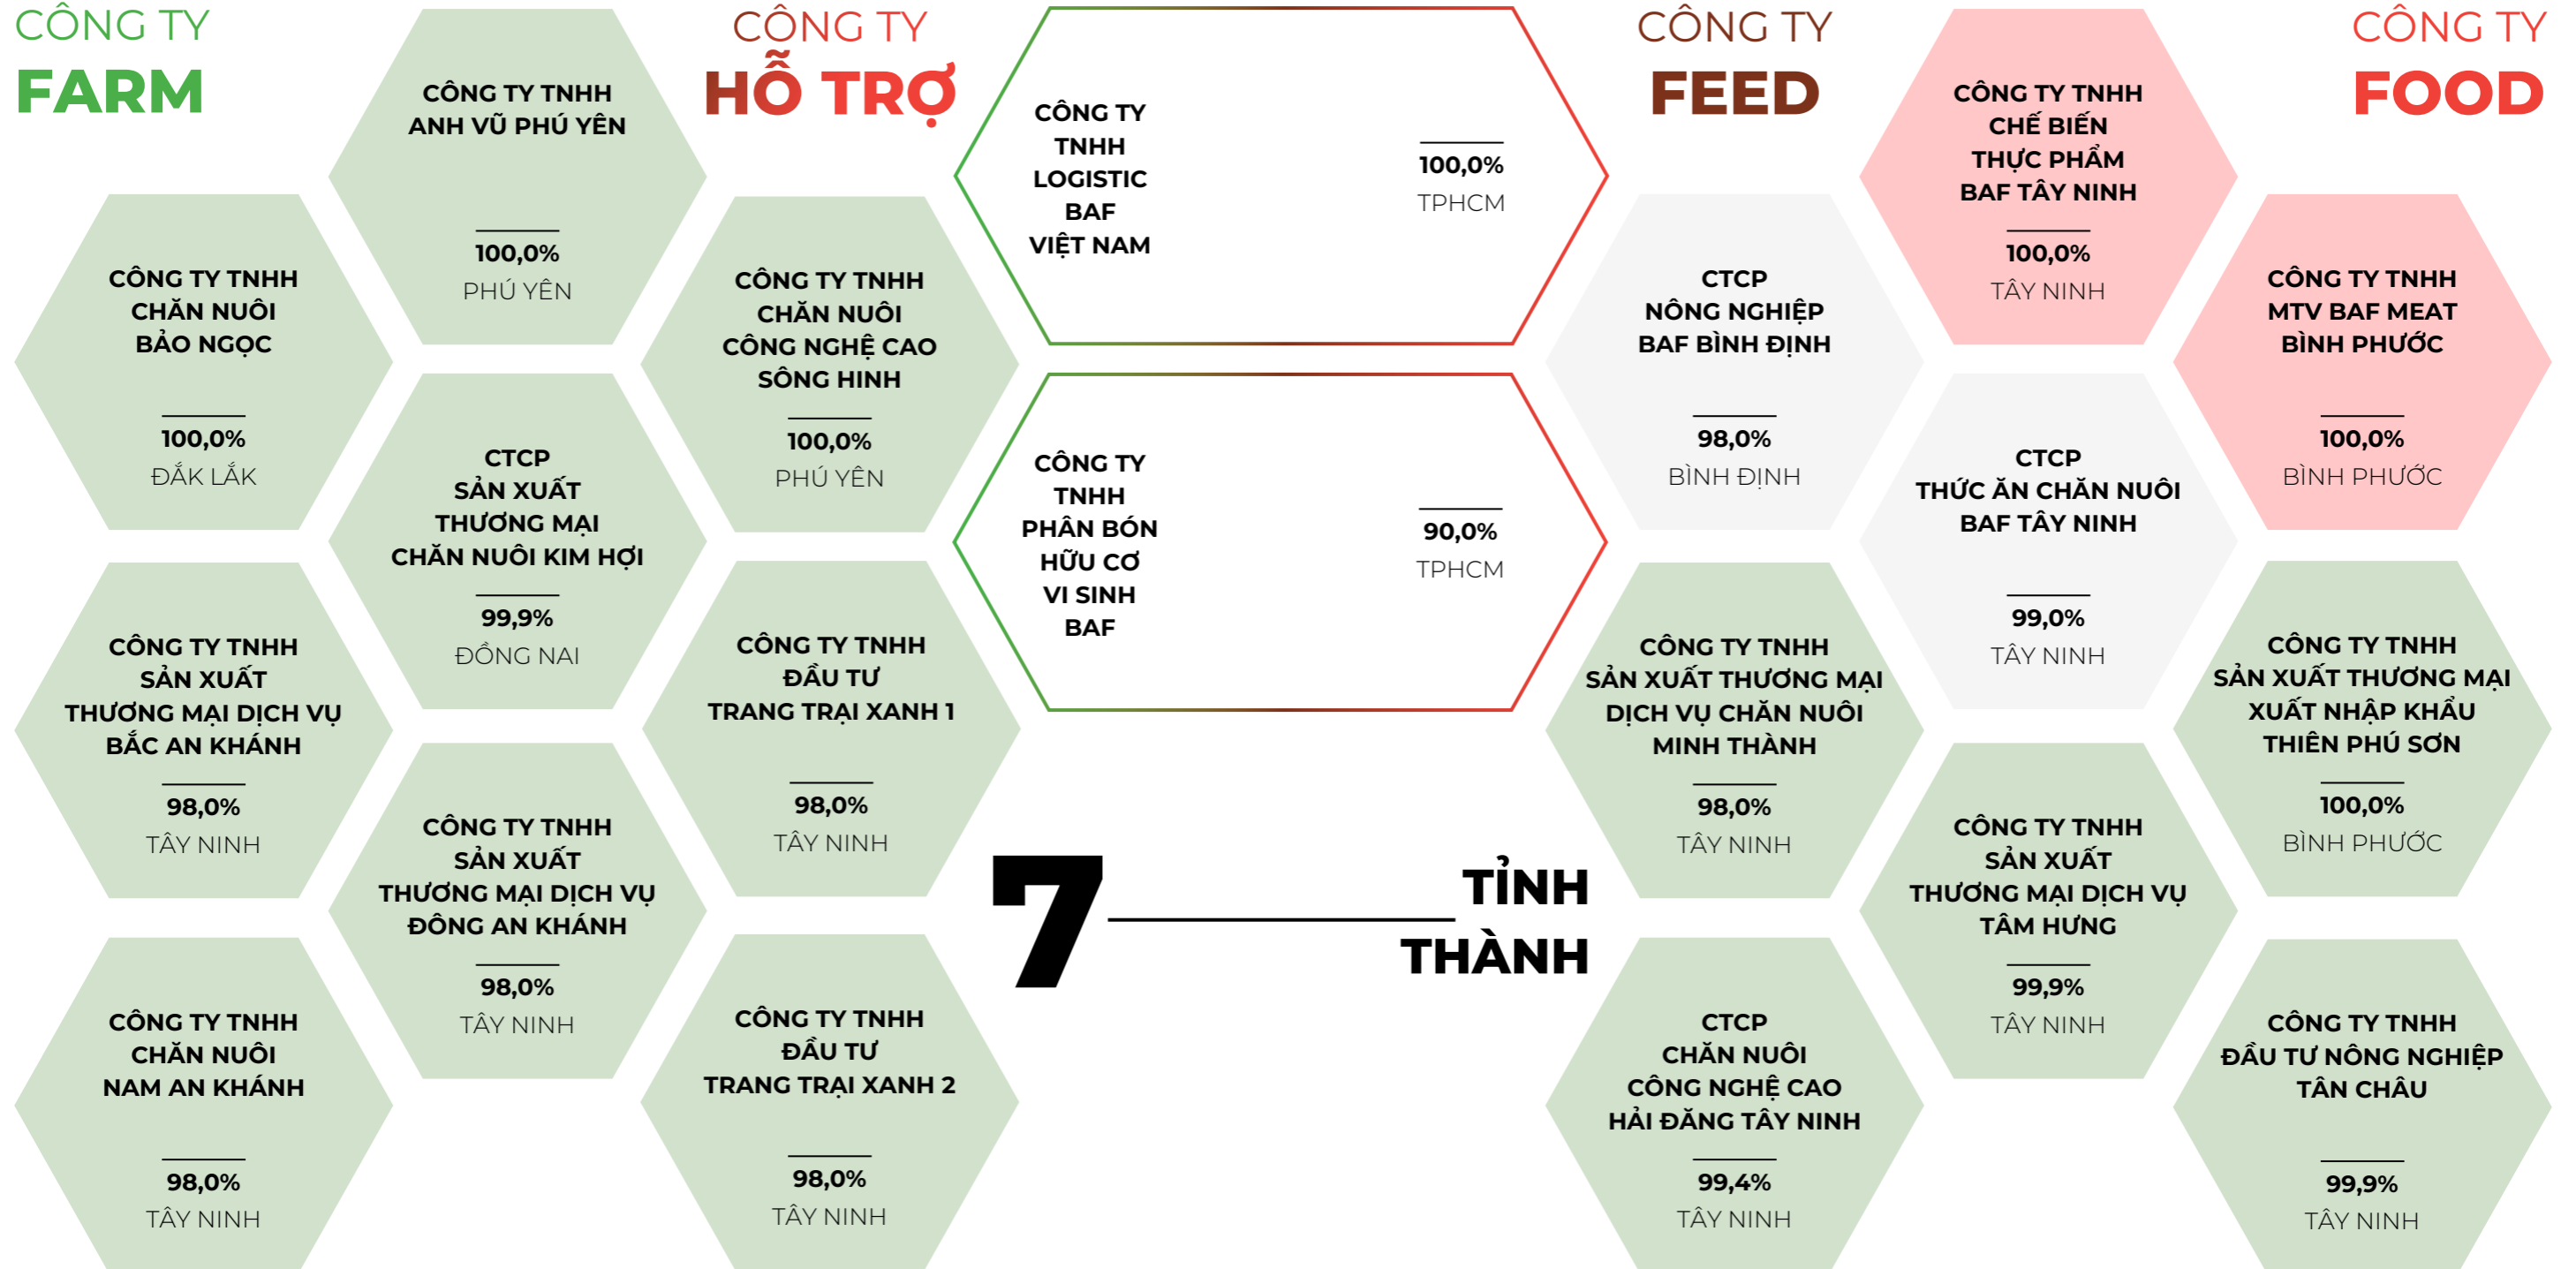 CÔNG TY
FARM
CÔNG TY TNHH
ANH VŨ PHÚ YÊN
100,0%
PHÚ YÊN
CÔNG TY TNHH
CHĂN NUÔI
BẢO NGỌC
100,0%
ĐẮK LẮK
CTCP
SẢN XUẤT
THƯƠNG MẠI
CHĂN NUÔI KIM HỢI
99,9%
ĐỒNG NAI
CÔNG TY TNHH
SẢN XUẤT
THƯƠNG MẠI DỊCH VỤ
BẮC AN KHÁNH
98,0%
TÂY NINH
CÔNG TY TNHH
SẢN XUẤT
THƯƠNG MẠI DỊCH VỤ
ĐÔNG AN KHÁNH
98,0%
TÂY NINH
CÔNG TY TNHH
CHĂN NUÔI
NAM AN KHÁNH
98,0%
TÂY NINH
CÔNG TY
HỖ TRỢ
CÔNG TY TNHH
CHĂN NUÔI
CÔNG NGHỆ CAO
SÔNG HINH
100,0%
PHÚ YÊN
CÔNG TY TNHH
ĐẦU TƯ
TRANG TRẠI XANH 1
98,0%
TÂY NINH
CÔNG TY TNHH
ĐẦU TƯ
TRANG TRẠI XANH 2
98,0%
TÂY NINH
CÔNG TY
TNHH
LOGISTIC
BAF
VIỆT NAM
100,0%
TPHCM
CÔNG TY
TNHH
PHÂN BÓN
HỮU CƠ
VI SINH
BAF
90,0%
TPHCM
7
TỈNH
THÀNH
CÔNG TY
FEED
CTCP
NÔNG NGHIỆP
BAF BÌNH ĐỊNH
98,0%
BÌNH ĐỊNH
CÔNG TY TNHH
SẢN XUẤT THƯƠNG MẠI
DỊCH VỤ CHĂN NUÔI
MINH THÀNH
98,0%
TÂY NINH
CTCP
CHĂN NUÔI
CÔNG NGHỆ CAO
HẢI ĐĂNG TÂY NINH
99,4%
TÂY NINH
CÔNG TY TNHH
CHẾ BIẾN
THỰC PHẨM
BAF TÂY NINH
100,0%
TÂY NINH
CTCP
THỨC ĂN CHĂN NUÔI
BAF TÂY NINH
99,0%
TÂY NINH
CÔNG TY TNHH
SẢN XUẤT
THƯƠNG MẠI DỊCH VỤ
TÂM HƯNG
99,9%
TÂY NINH
CÔNG TY
FOOD
CÔNG TY TNHH
MTV BAF MEAT
BÌNH PHƯỚC
100,0%
BÌNH PHƯỚC
CÔNG TY TNHH
SẢN XUẤT THƯƠNG MẠI
XUẤT NHẬP KHẨU
THIÊN PHÚ SƠN
100,0%
BÌNH PHƯỚC
CÔNG TY TNHH
ĐẦU TƯ NÔNG NGHIỆP
TÂN CHÂU
99,9%
TÂY NINH